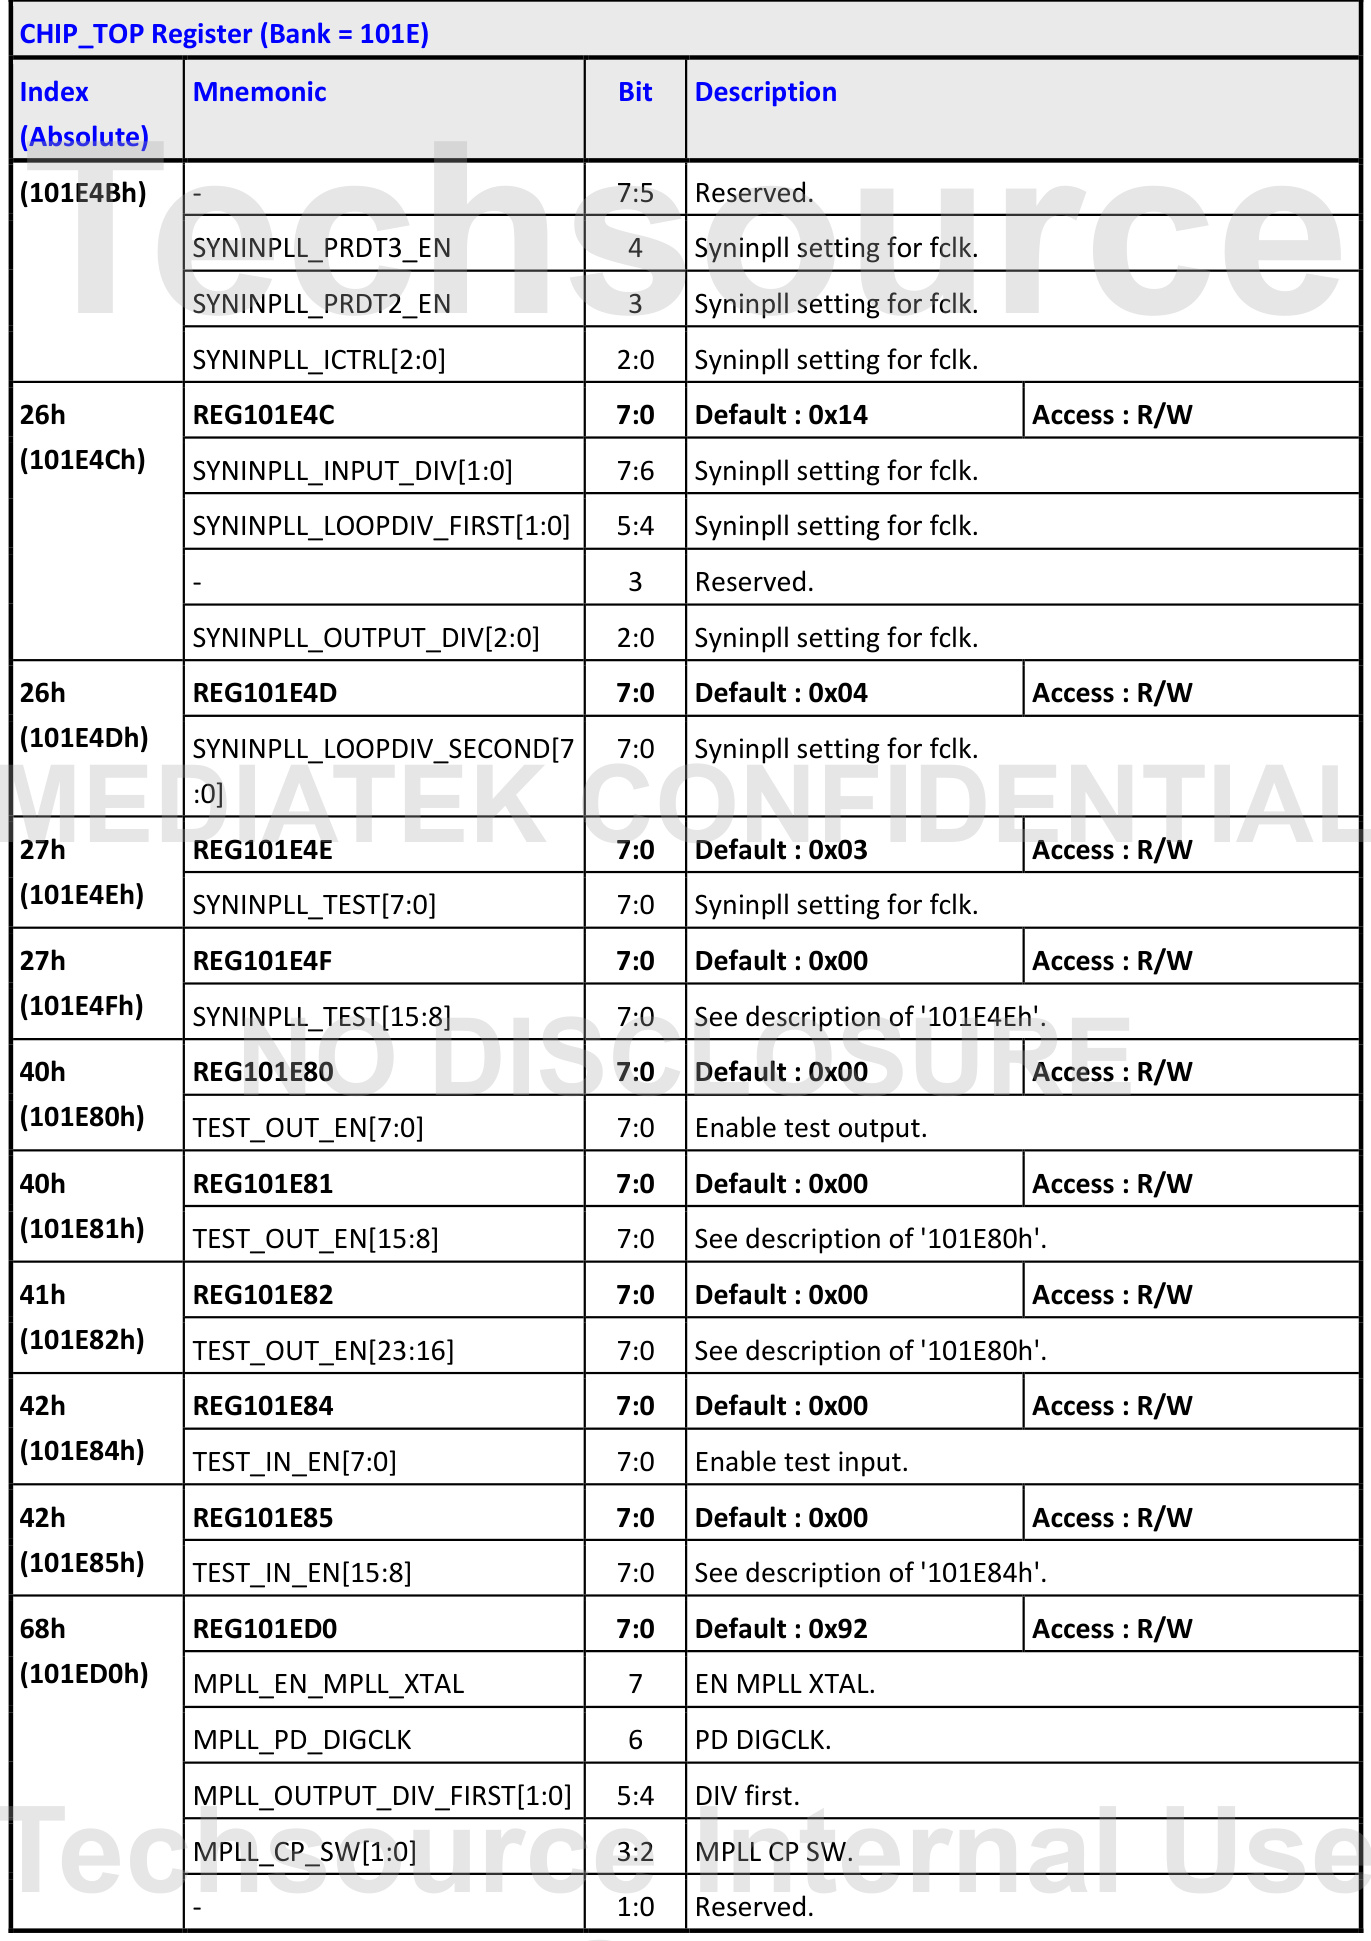 CHIP_TOP Register (Bank = 101E)
Index (Absolute) Mnemonic Bit Description
(101E4Bh) - 7:5 Reserved.
SYNINPLL_PRDT3_EN 4 Syninpll setting for fclk.
SYNINPLL_PRDT2_EN 3 Syninpll setting for fclk.
SYNINPLL_ICTRL[2:0] 2:0 Syninpll setting for fclk.
26h REG101E4C 7:0 Default : 0x14 Access : R/W
(101E4Ch)
SYNINPLL_INPUT_DIV[1:0] 7:6 Syninpll setting for fclk.
SYNINPLL_LOOPDIV_FIRST[1:0] 5:4 Syninpll setting for fclk.
- 3 Reserved.
SYNINPLL_OUTPUT_DIV[2:0] 2:0 Syninpll setting for fclk.
26h REG101E4D 7:0 Default : 0x04 Access : R/W
(101E4Dh)
SYNINPLL_LOOPDIV_SECOND[7 7:0 Syninpll setting for fclk.
:0]
27h REG101E4E 7:0 Default : 0x03 Access : R/W
(101E4Eh)
SYNINPLL_TEST[7:0] 7:0 Syninpll setting for fclk.
27h REG101E4F 7:0 Default : 0x00 Access : R/W
(101E4Fh)
SYNINPLL_TEST[15:8] 7:0 See description of '101E4Eh'.
40h REG101E80 7:0 Default : 0x00 Access : R/W
(101E80h)
TEST_OUT_EN[7:0] 7:0 Enable test output.
40h REG101E81 7:0 Default : 0x00 Access : R/W
(101E81h)
TEST_OUT_EN[15:8] 7:0 See description of '101E80h'.
41h REG101E82 7:0 Default : 0x00 Access : R/W
(101E82h)
TEST_OUT_EN[23:16] 7:0 See description of '101E80h'.
42h REG101E84 7:0 Default : 0x00 Access : R/W
(101E84h)
TEST_IN_EN[7:0] 7:0 Enable test input.
42h REG101E85 7:0 Default : 0x00 Access : R/W
(101E85h)
TEST_IN_EN[15:8] 7:0 See description of '101E84h'.
68h REG101ED0 7:0 Default : 0x92 Access : R/W
(101ED0h)
MPLL_EN_MPLL_XTAL 7 EN MPLL XTAL.
MPLL_PD_DIGCLK 6 PD DIGCLK.
MPLL_OUTPUT_DIV_FIRST[1:0] 5:4 DIV first.
MPLL_CP_SW[1:0] 3:2 MPLL CP SW.
- 1:0 Reserved.
Techsource
MEDIATEK CONFIDENTIAL
NO DISCLOSURE
Techsource Internal Use